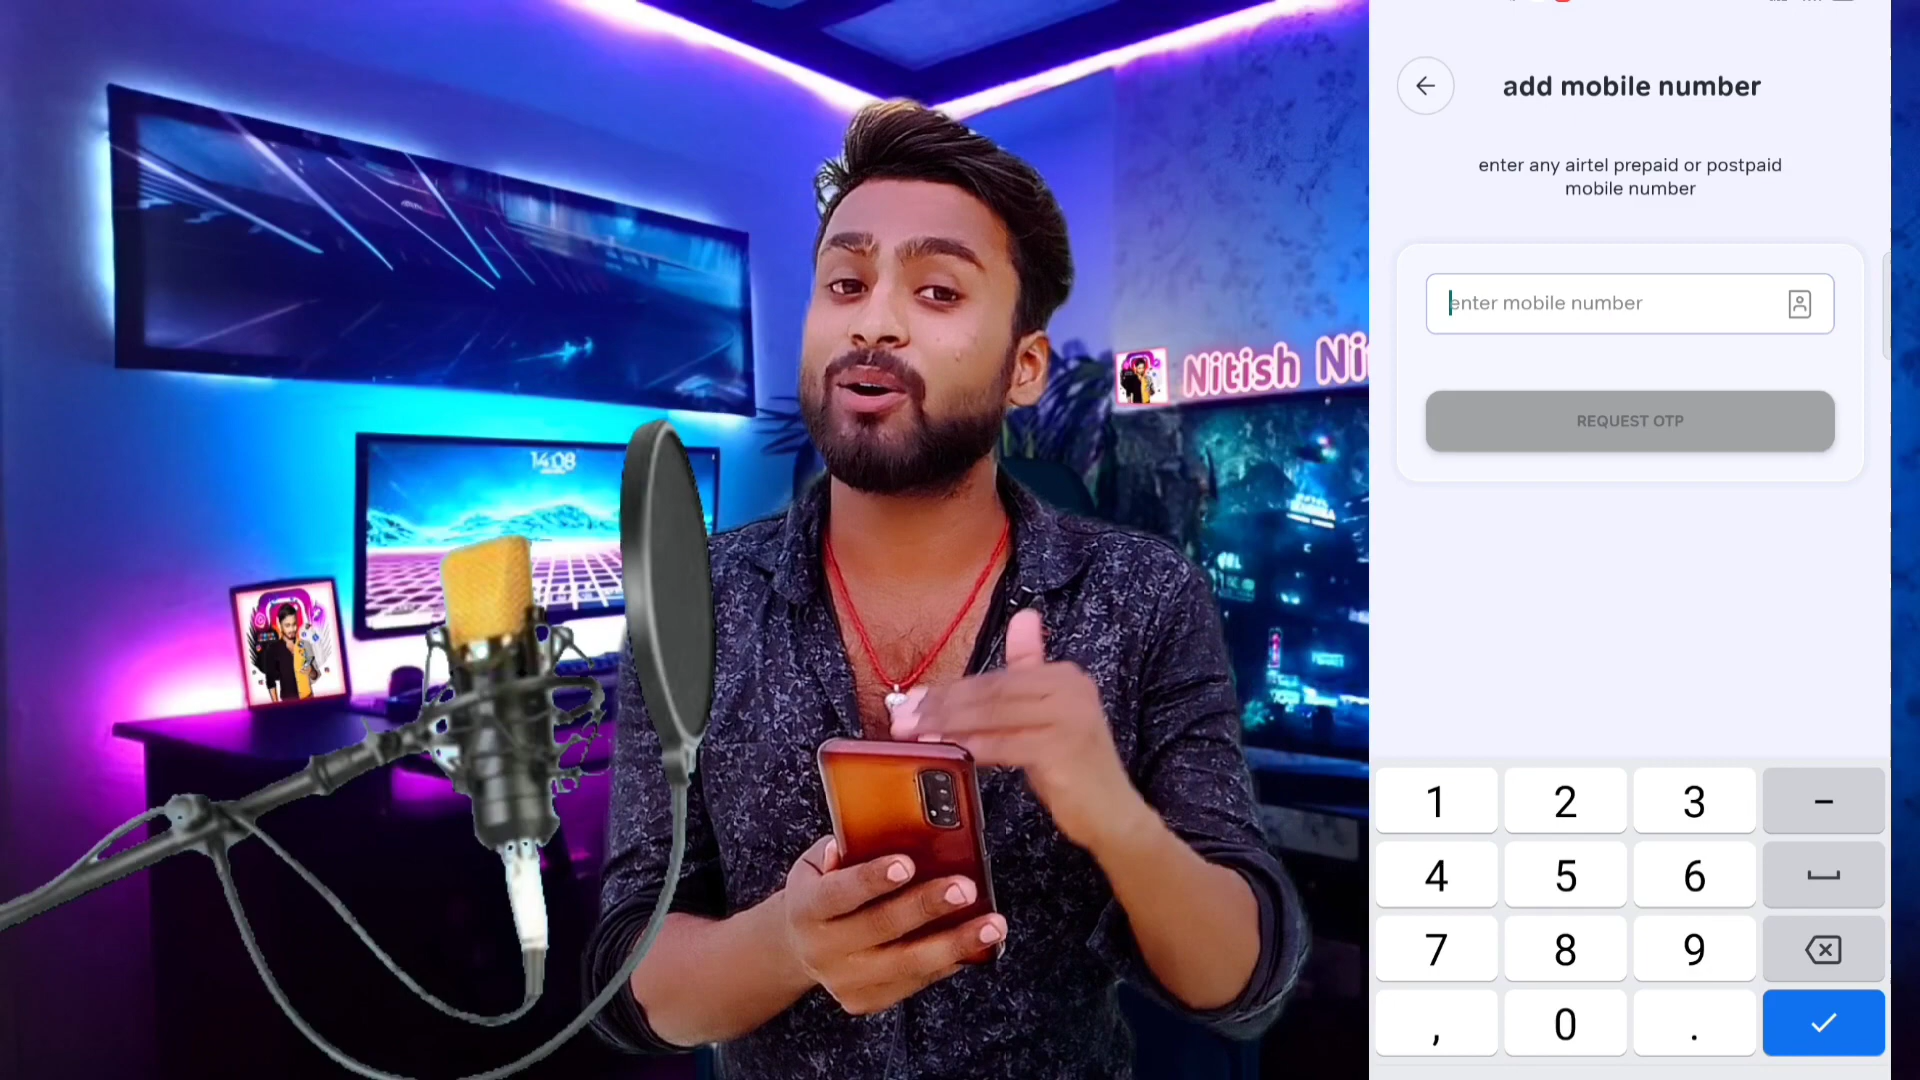 add mobile number
enter any airtel prepaid or postpaid
mobile number
enter mobile number
REQUEST OTP
14:08
Nitish Ni
1 2 3 –
4 5 6
7 8 9
, 0 .